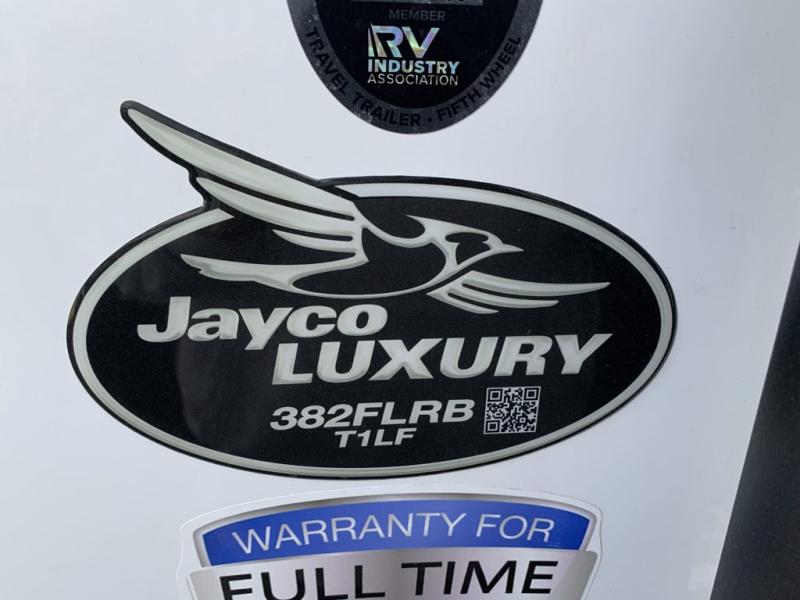 MEMBER
RV
INDUSTRY
ASSOCIATION
TRAVEL TRAILER · FIFTH WHEEL
Jayco
LUXURY
382FLRB
T1LF
WARRANTY FOR
FULL TIME